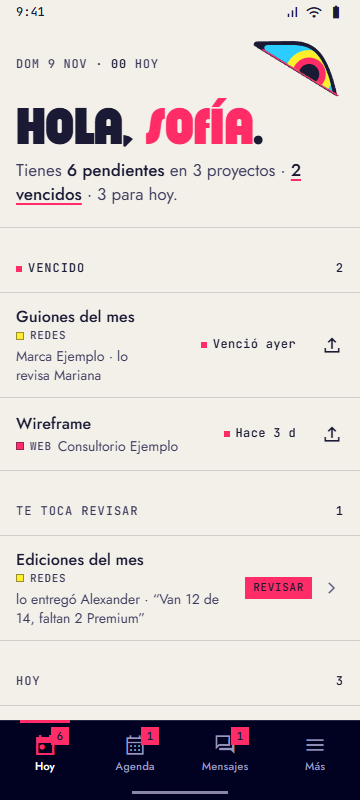 9:41
DOM 9 NOV · 00 HOY
HOLA, SOFÍA.
Tienes 6 pendientes en 3 proyectos · 2
vencidos · 3 para hoy.
VENCIDO 2
Guiones del mes
REDES
Marca Ejemplo · lo
revisa Mariana
Venció ayer
Wireframe
WEB Consultorio Ejemplo
Hace 3 d
TE TOCA REVISAR 1
Ediciones del mes
REDES
lo entregó Alexander · “Van 12 de
14, faltan 2 Premium”
REVISAR
HOY 3
6 1 1
Hoy Agenda Mensajes Más